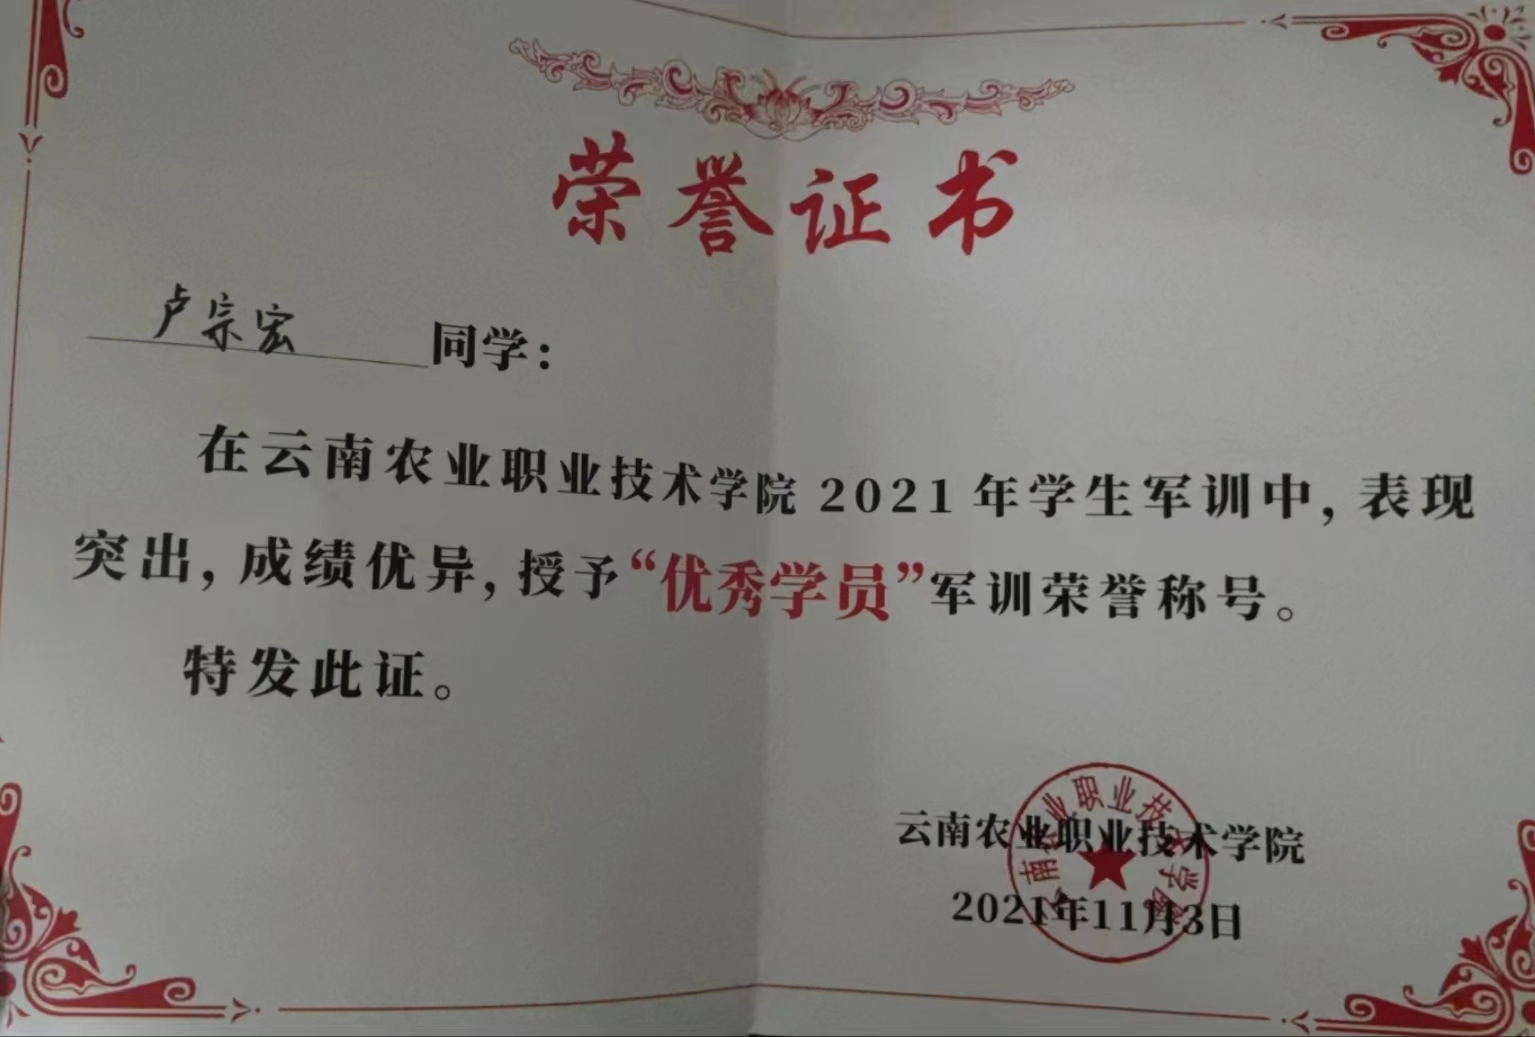 荣誉证书
卢宗宏 同学：
在云南农业职业技术学院 2021 年学生军训中，表现
突出，成绩优异，授予“优秀学员”军训荣誉称号。
特发此证。
云南农业职业技术学院
云南农业职业技术学院
2021年11月3日